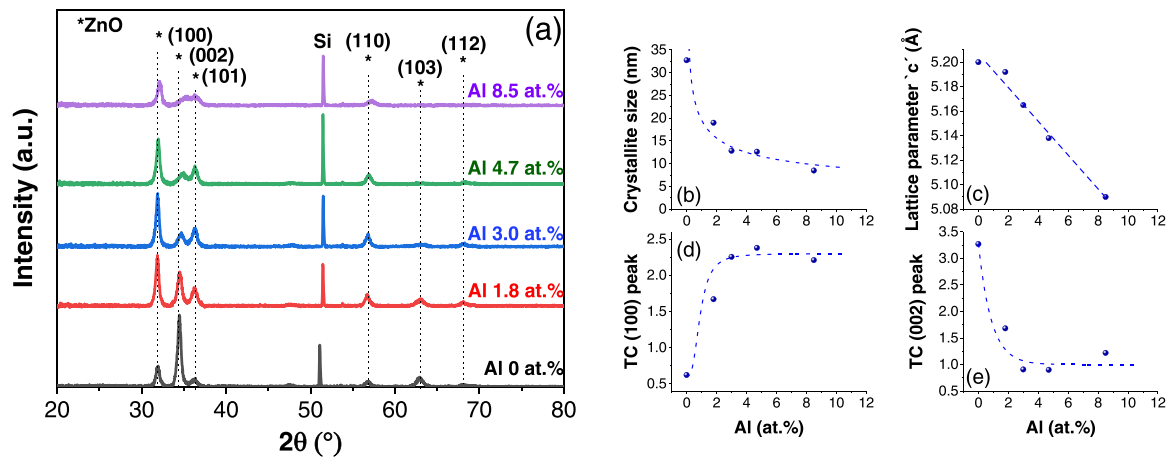 *ZnO
(a)
* (100)
* (002)
* (101)
Si
(110)
*
(103)
*
(112)
*
Al 8.5 at.%
Al 4.7 at.%
Al 3.0 at.%
Al 1.8 at.%
Al 0 at.%
Intensity (a.u.)
20 30 40 50 60 70 80
2θ (°)
Crystallite size (nm)
35
30
25
20
15
10
5
0
(b)
0 2 4 6 8 10 12
Lattice parameter `c´ (Å)
5.20
5.18
5.16
5.14
5.12
5.10
5.08
(c)
0 2 4 6 8 10 12
TC (100) peak
(d)
2.5
2.0
1.5
1.0
0.5
0 2 4 6 8 10 12
Al (at.%)
TC (002) peak
3.5
3.0
2.5
2.0
1.5
1.0
0.5
(e)
0 2 4 6 8 10 12
Al (at.%)